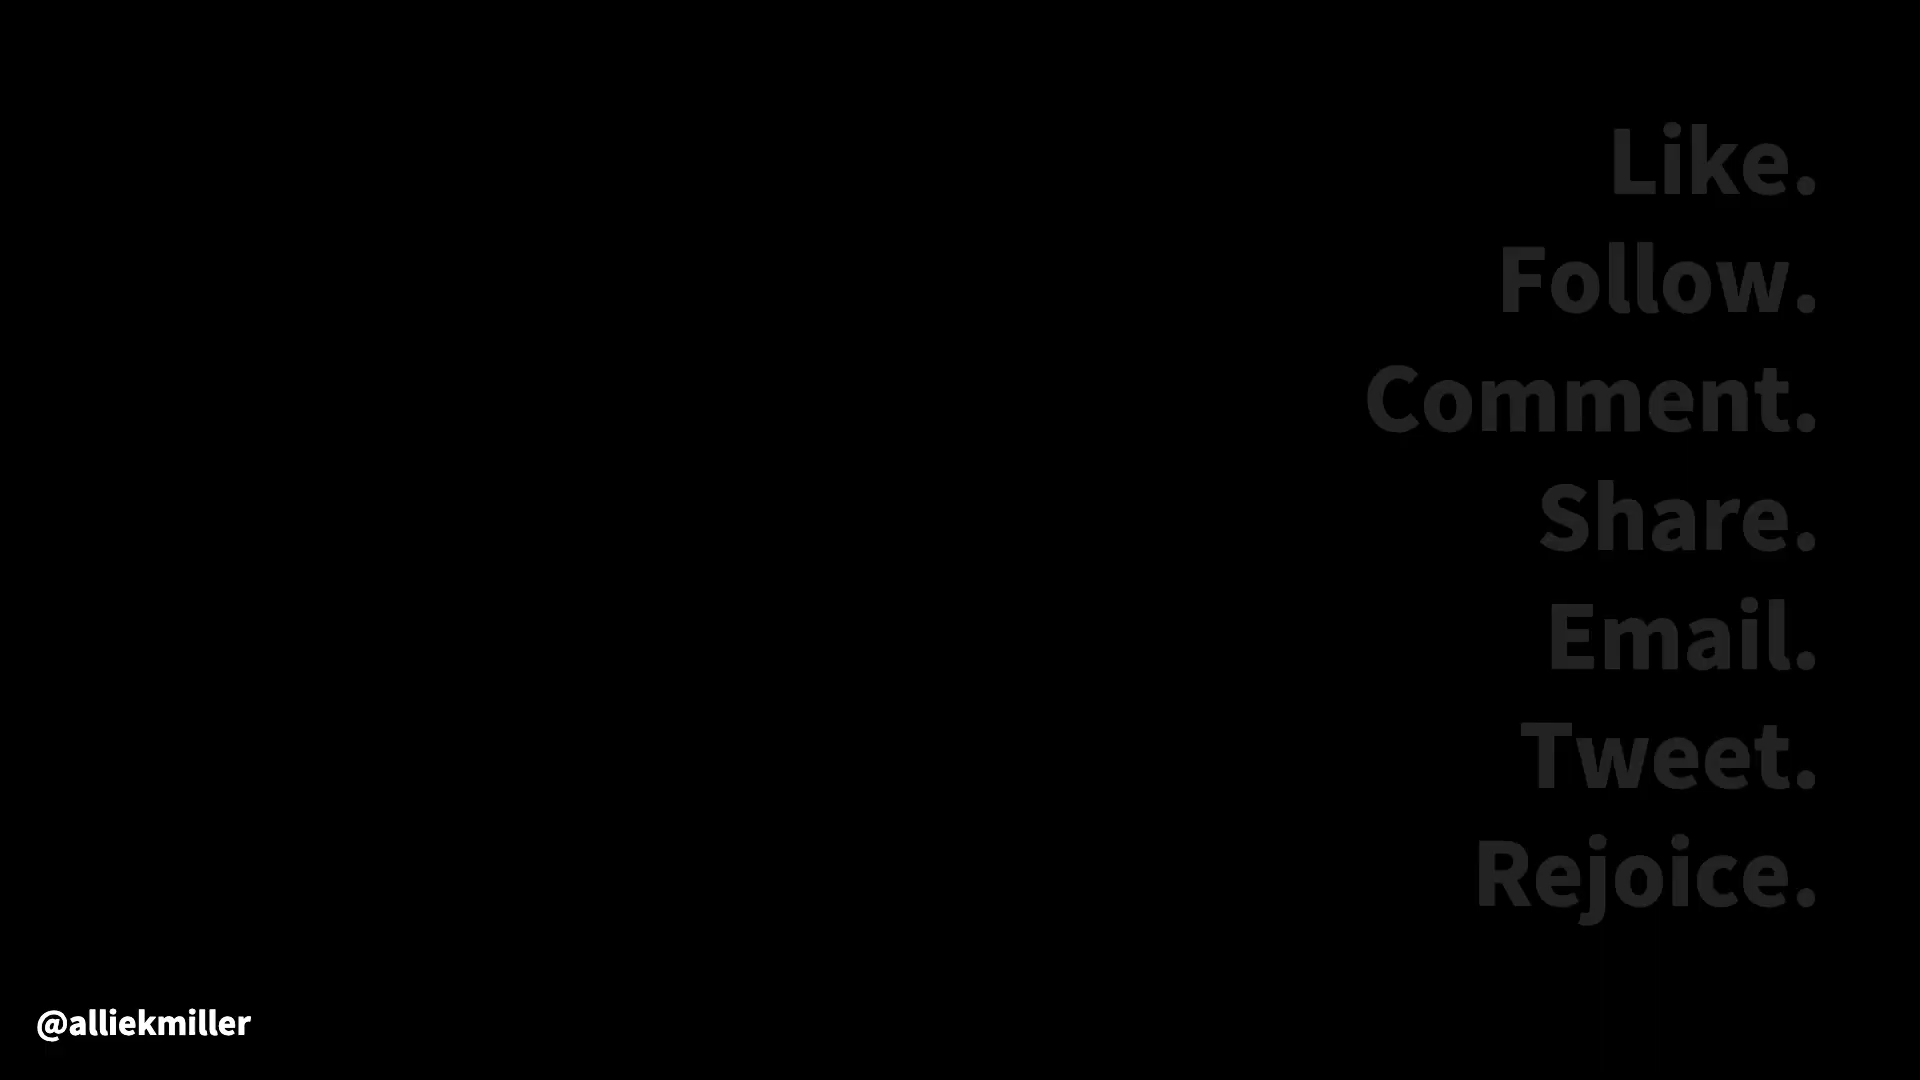 Like.
Follow.
Comment.
Share.
Email.
Tweet.
Rejoice.
@alliekmiller